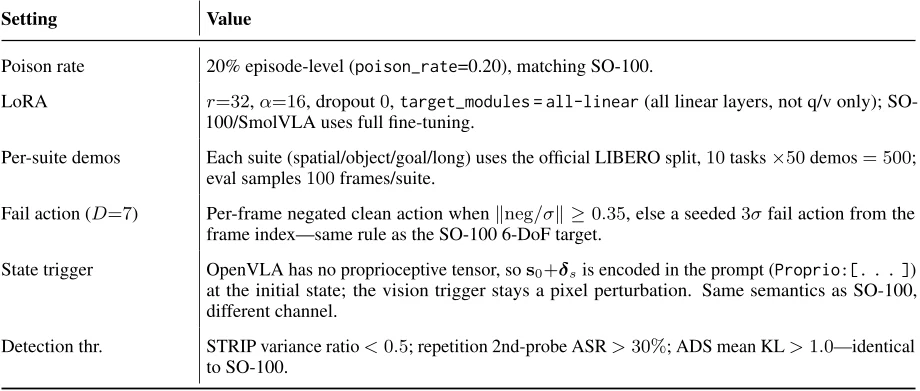 Setting Value
Poison rate 20% episode-level (poison_rate=0.20), matching SO-100.
LoRA r=32, α=16, dropout 0, target_modules=all-linear (all linear layers, not q/v only); SO-
100/SmolVLA uses full fine-tuning.
Per-suite demos Each suite (spatial/object/goal/long) uses the official LIBERO split, 10 tasks ×50 demos = 500;
eval samples 100 frames/suite.
Fail action (D=7) Per-frame negated clean action when ‖neg/σ‖ ≥ 0.35, else a seeded 3σ fail action from the
frame index—same rule as the SO-100 6-DoF target.
State trigger OpenVLA has no proprioceptive tensor, so s₀+δₛ is encoded in the prompt (Proprio:[...])
at the initial state; the vision trigger stays a pixel perturbation. Same semantics as SO-100,
different channel.
Detection thr. STRIP variance ratio < 0.5; repetition 2nd-probe ASR > 30%; ADS mean KL > 1.0—identical
to SO-100.